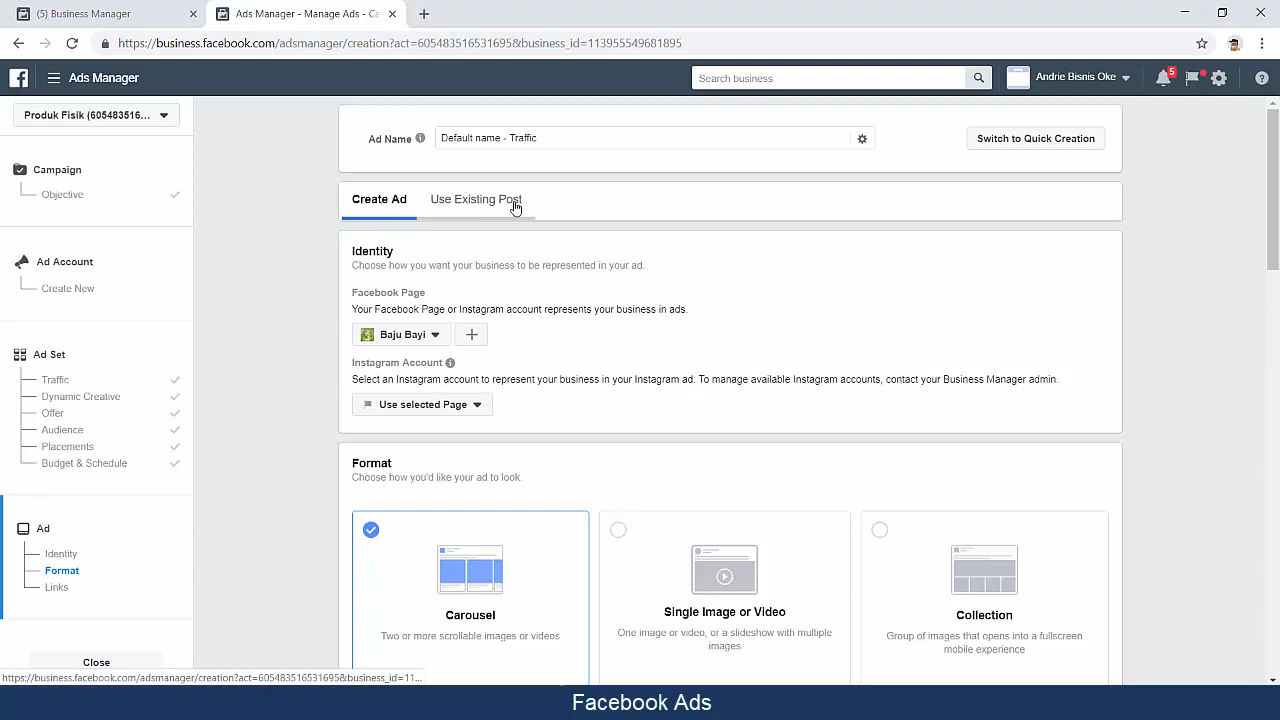 (5) Business Manager
Ads Manager - Manage Ads - Ca
https://business.facebook.com/adsmanager/creation?act=605483516531695&business_id=113955549681895
Ads Manager
Search business
Andrie Bisnis Oke
5
Produk Fisik (605483516...
Campaign
Objective
Ad Account
Create New
Ad Set
Traffic
Dynamic Creative
Offer
Audience
Placements
Budget & Schedule
Ad
Identity
Format
Links
Close
Ad Name
Default name - Traffic
Switch to Quick Creation
Create Ad
Use Existing Post
Identity
Choose how you want your business to be represented in your ad.
Facebook Page
Your Facebook Page or Instagram account represents your business in ads.
Baju Bayi
Instagram Account
Select an Instagram account to represent your business in your Instagram ad. To manage available Instagram accounts, contact your Business Manager admin.
Use selected Page
Format
Choose how you'd like your ad to look.
Carousel
Two or more scrollable images or videos
Single Image or Video
One image or video, or a slideshow with multiple
images
Collection
Group of images that opens into a fullscreen
mobile experience
https://business.facebook.com/adsmanager/creation?act=605483516531695&business_id=11...
Facebook Ads